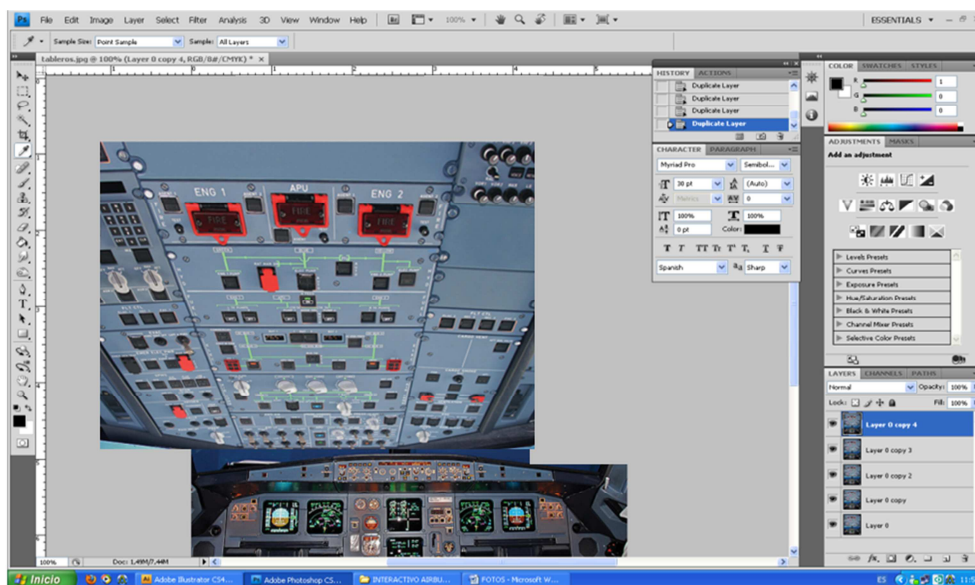 Ps File Edit Image Layer Select Filter Analysis 3D View Window Help Br 100% ESSENTIALS
Sample Size: Point Sample Sample: All Layers
tableros.jpg @ 100% (Layer 0 copy 4, RGB/8#/CMYK) * ×
HISTORY ACTIONS
Duplicate Layer
Duplicate Layer
Duplicate Layer
Duplicate Layer
CHARACTER PARAGRAPH
Myriad Pro Semibol...
30 pt (Auto)
Metrics 0
100% 100%
0 pt Color:
Spanish Sharp
COLOR SWATCHES STYLES
R 1
G 0
B 0
ADJUSTMENTS MASKS
Add an adjustment
Levels Presets
Curves Presets
Exposure Presets
Hue/Saturation Presets
Black & White Presets
Channel Mixer Presets
Selective Color Presets
LAYERS CHANNELS PATHS
Normal Opacity: 100%
Lock: Fill: 100%
Layer 0 copy 4
Layer 0 copy 3
Layer 0 copy 2
Layer 0 copy
Layer 0
ENG 1 APU ENG 2
FIRE FIRE FIRE
100% Doc: 1,49M/7,44M
Inicio Adobe Illustrator CS4... Adobe Photoshop CS... INTERACTIVO AIRBU... FOTOS - Microsoft W... ES